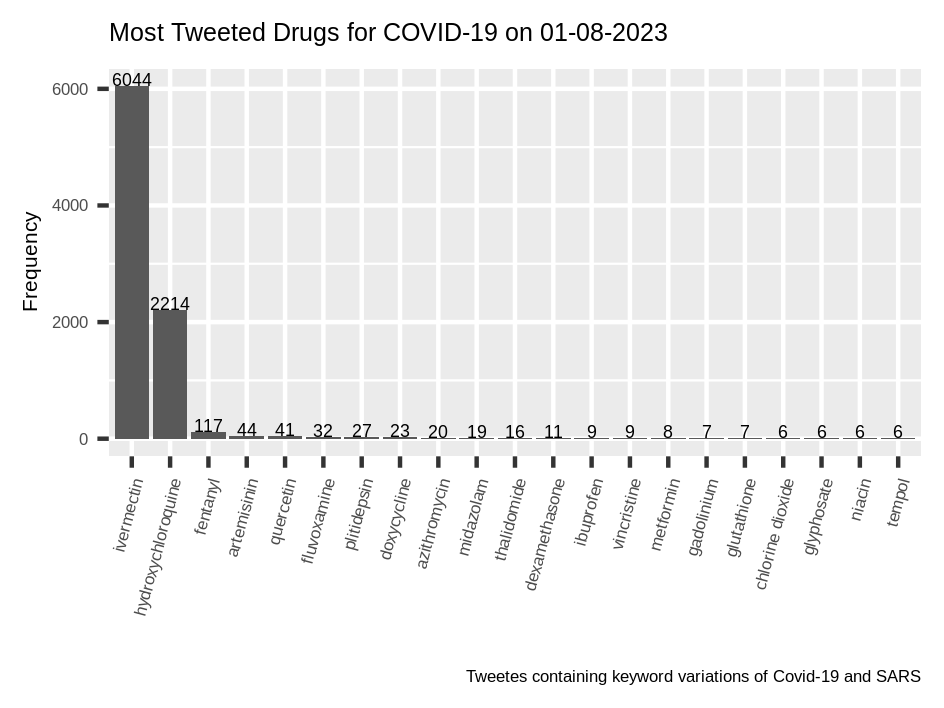 Most Tweeted Drugs for COVID-19 on 01-08-2023
Frequency
6000
4000
2000
0
6044
2214
117
44
41
32
27
23
20
19
16
11
9
9
8
7
7
6
6
6
6
ivermectin
hydroxychloroquine
fentanyl
artemisinin
quercetin
fluvoxamine
plitidepsin
doxycycline
azithromycin
midazolam
thalidomide
dexamethasone
ibuprofen
vincristine
metformin
gadolinium
glutathione
chlorine dioxide
glyphosate
niacin
tempol
Tweetes containing keyword variations of Covid-19 and SARS